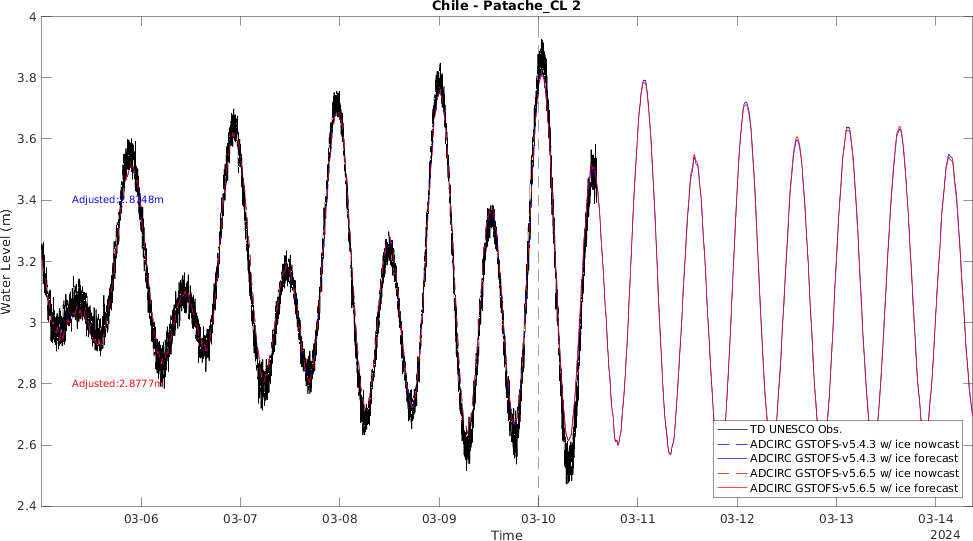 Chile - Patache_CL 2
4
3.8
3.6
3.4
3.2
3
2.8
2.6
2.4
Water Level (m)
Adjusted:2.8748m
Adjusted:2.8777m
TD UNESCO Obs.
ADCIRC GSTOFS-v5.4.3 w/ ice nowcast
ADCIRC GSTOFS-v5.4.3 w/ ice forecast
ADCIRC GSTOFS-v5.6.5 w/ ice nowcast
ADCIRC GSTOFS-v5.6.5 w/ ice forecast
03-06 03-07 03-08 03-09 03-10 03-11 03-12 03-13 03-14
Time
2024